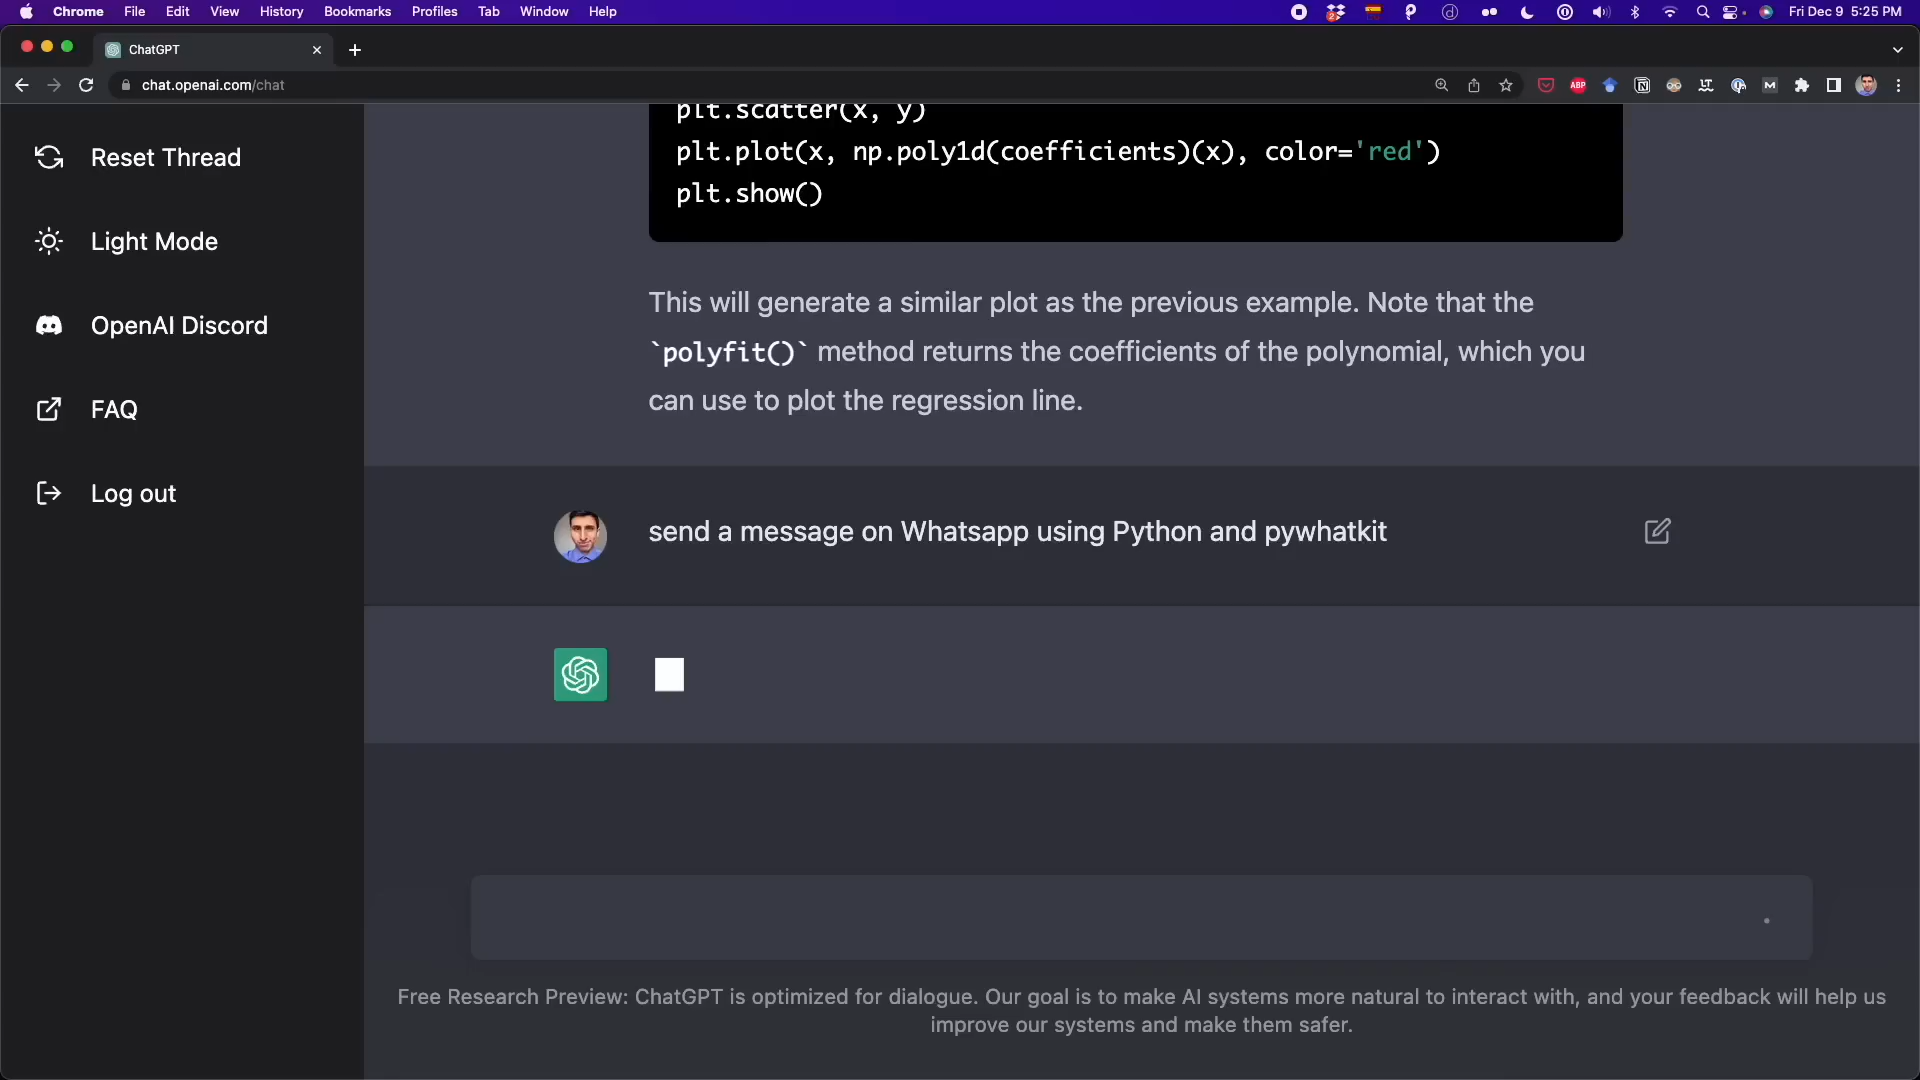 Chrome File Edit View History Bookmarks Profiles Tab Window Help Fri Dec 9 5:25 PM
ChatGPT
chat.openai.com/chat
Reset Thread
Light Mode
OpenAI Discord
FAQ
Log out
plt.scatter(x, y)
plt.plot(x, np.poly1d(coefficients)(x), color='red')
plt.show()
This will generate a similar plot as the previous example. Note that the
`polyfit()` method returns the coefficients of the polynomial, which you
can use to plot the regression line.
send a message on Whatsapp using Python and pywhatkit
Free Research Preview: ChatGPT is optimized for dialogue. Our goal is to make AI systems more natural to interact with, and your feedback will help us
improve our systems and make them safer.